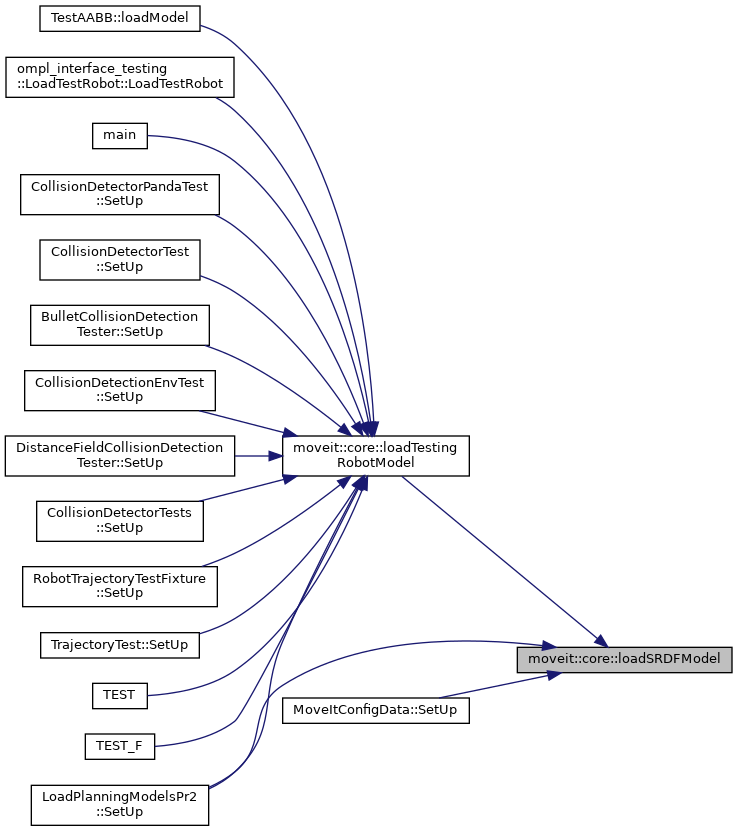 TestAABB::loadModel
ompl_interface_testing
::LoadTestRobot::LoadTestRobot
main
CollisionDetectorPandaTest
::SetUp
CollisionDetectorTest
::SetUp
BulletCollisionDetection
Tester::SetUp
CollisionDetectionEnvTest
::SetUp
DistanceFieldCollisionDetection
Tester::SetUp
moveit::core::loadTesting
RobotModel
CollisionDetectorTests
::SetUp
RobotTrajectoryTestFixture
::SetUp
TrajectoryTest::SetUp
moveit::core::loadSRDFModel
TEST
MoveItConfigData::SetUp
TEST_F
LoadPlanningModelsPr2
::SetUp